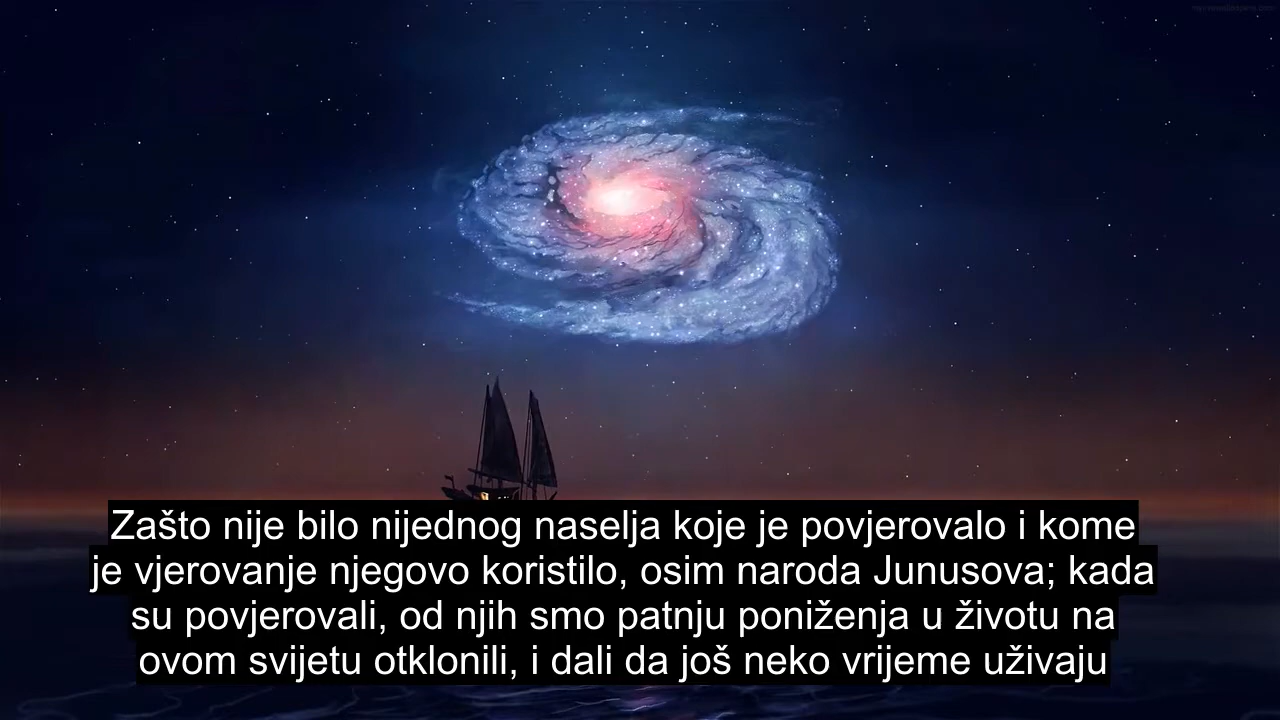 Zašto nije bilo nijednog naselja koje je povjerovalo i kome
je vjerovanje njegovo koristilo, osim naroda Junusova; kada
su povjerovali, od njih smo patnju poniženja u životu na
ovom svijetu otklonili, i dali da još neko vrijeme uživaju